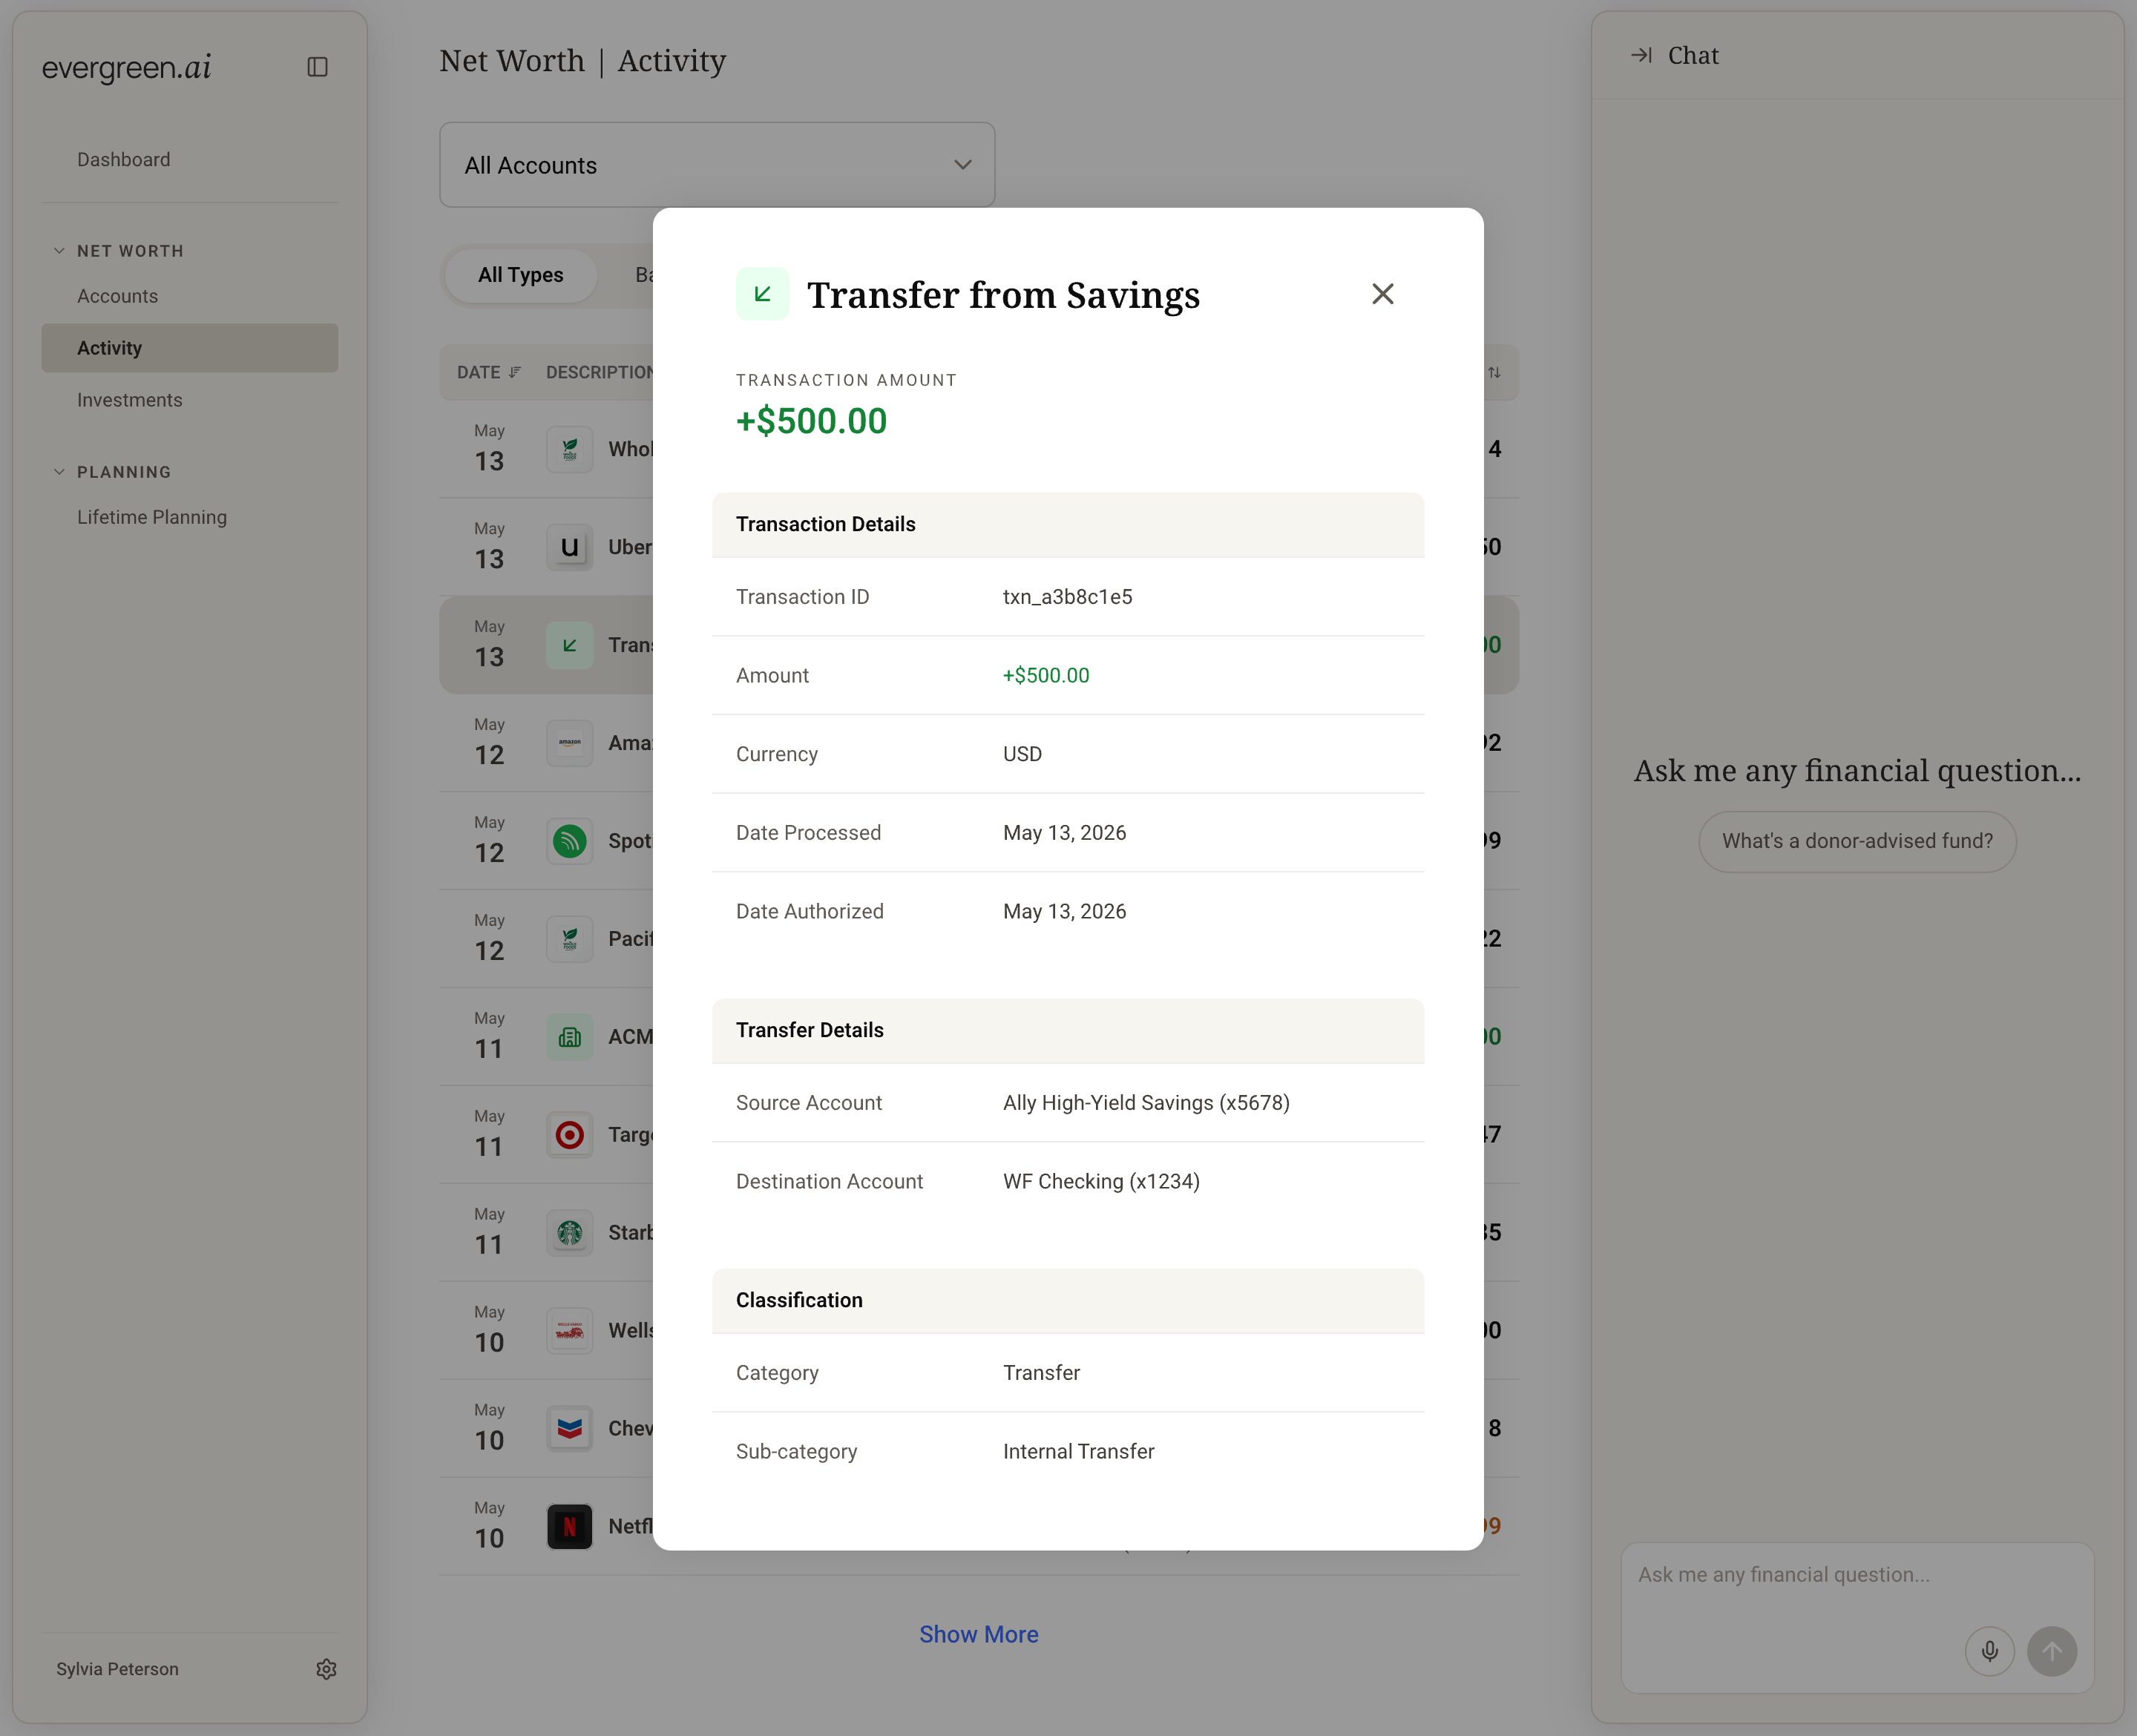 evergreen.ai
Dashboard
NET WORTH
Accounts
Activity
Investments
PLANNING
Lifetime Planning
Sylvia Peterson
Net Worth | Activity
All Accounts
All Types
DATE DESCRIPTION
May
13
May
13
Uber
May
13
May
12
May
12
May
12
May
11
May
11
May
11
May
10
May
10
May
10
Show More
Transfer from Savings
TRANSACTION AMOUNT
+$500.00
Transaction Details
Transaction ID txn_a3b8c1e5
Amount +$500.00
Currency USD
Date Processed May 13, 2026
Date Authorized May 13, 2026
Transfer Details
Source Account Ally High-Yield Savings (x5678)
Destination Account WF Checking (x1234)
Classification
Category Transfer
Sub-category Internal Transfer
Chat
Ask me any financial question...
What's a donor-advised fund?
Ask me any financial question...